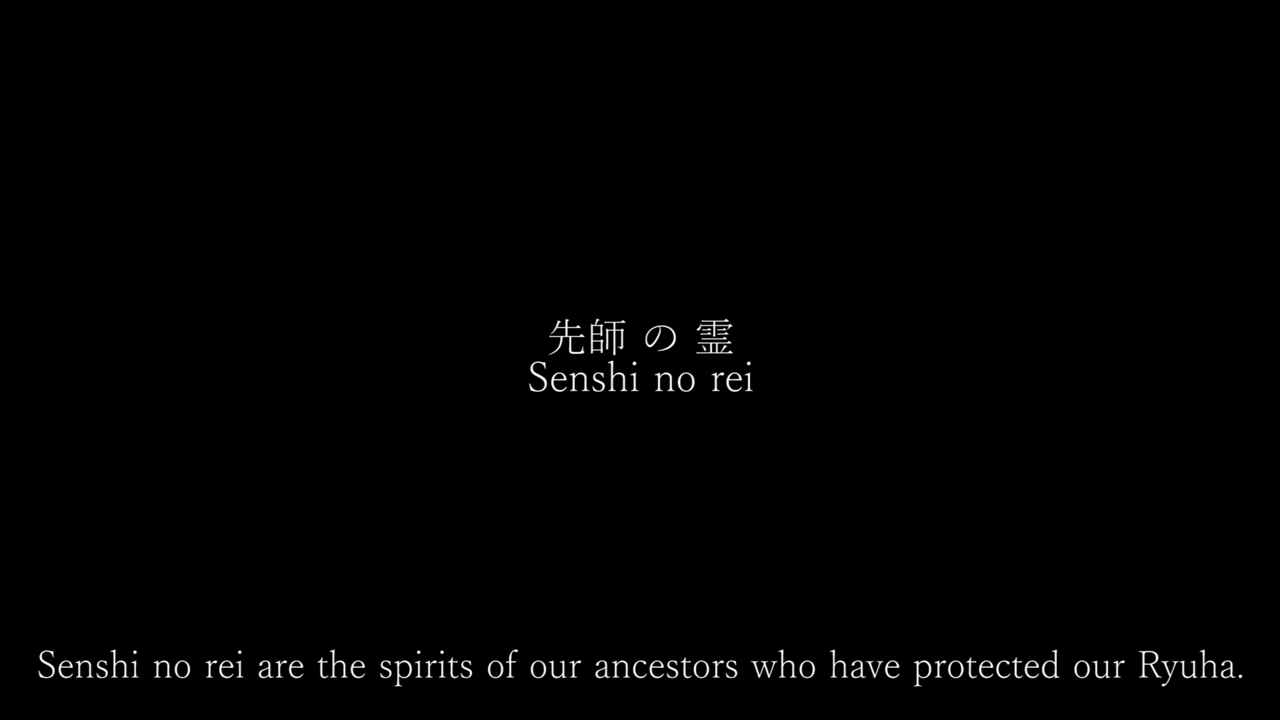 先師 の 霊
Senshi no rei
Senshi no rei are the spirits of our ancestors who have protected our Ryuha.